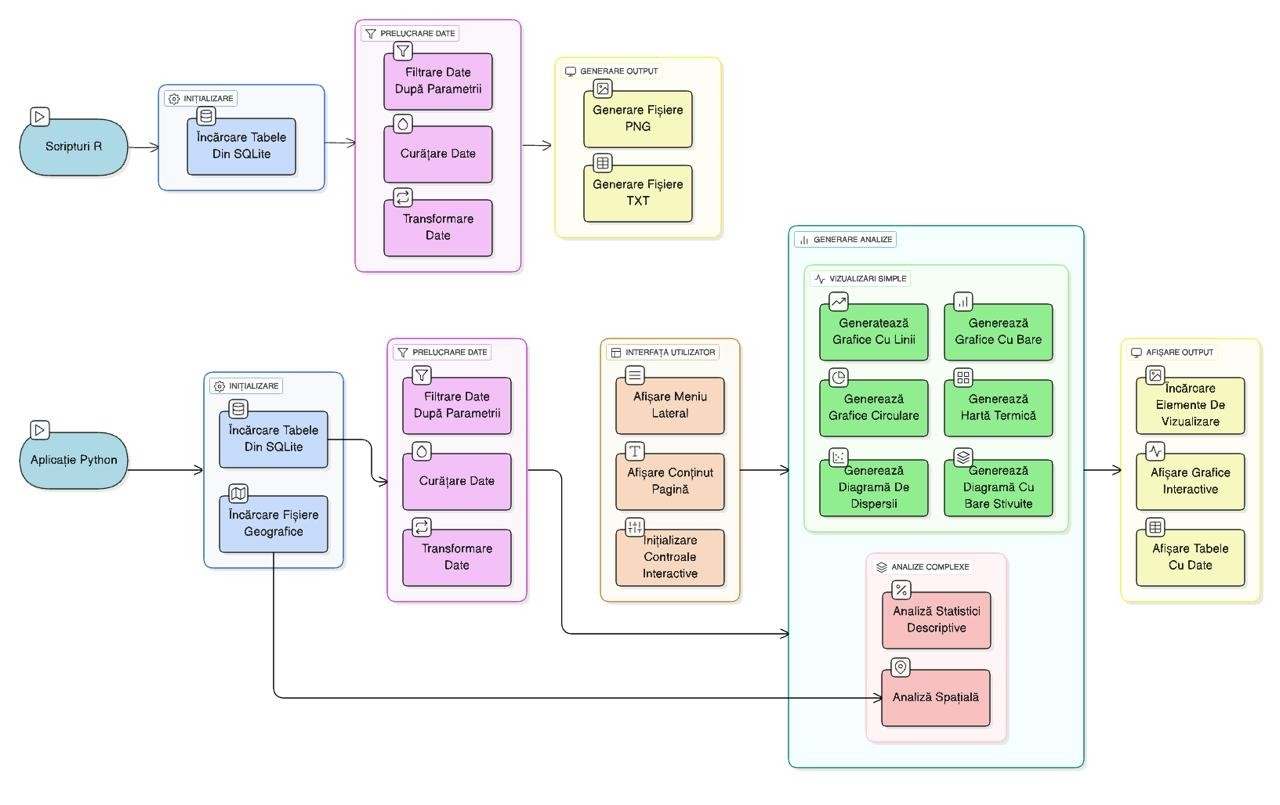 PRELUCRARE DATE
Filtrare Date
După Parametrii
Curățare Date
Transformare
Date
INIȚIALIZARE
Încărcare Tabele
Din SQLite
Scripturi R
GENERARE OUTPUT
Generare Fișiere
PNG
Generare Fișiere
TXT
GENERARE ANALIZE
VIZUALIZĂRI SIMPLE
Generatează
Grafice Cu Linii
Generează
Grafice Cu Bare
Generează
Grafice Circulare
Generează
Hartă Termică
Generează
Diagramă De
Dispersii
Generează
Diagramă Cu
Bare Stivuite
ANALIZE COMPLEXE
Analiză Statistici
Descriptive
Analiză Spațială
Aplicație Python
INIȚIALIZARE
Încărcare Tabele
Din SQLite
Încărcare Fișiere
Geografice
PRELUCRARE DATE
Filtrare Date
După Parametrii
Curățare Date
Transformare
Date
INTERFAȚĂ UTILIZATOR
Afișare Meniu
Lateral
Afișare Conținut
Pagină
Inițializare
Controale
Interactive
AFIȘARE OUTPUT
Încărcare
Elemente De
Vizualizare
Afișare Grafice
Interactive
Afișare Tabele
Cu Date